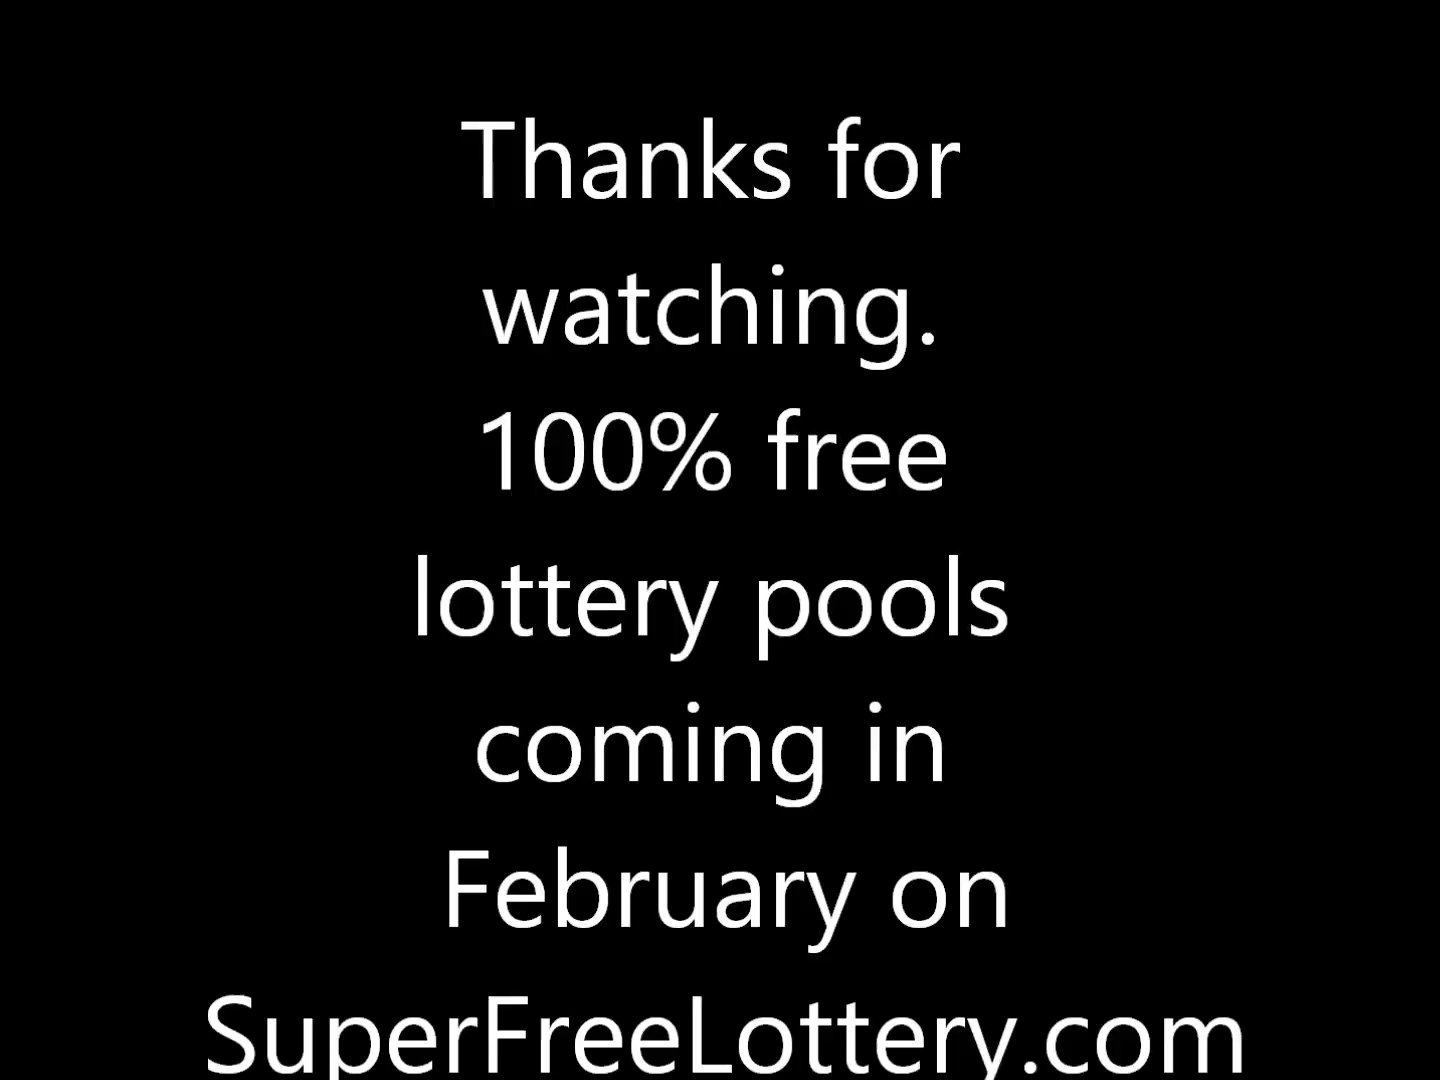 Thanks for
watching.
100% free
lottery pools
coming in
February on
SuperFreeLottery.com